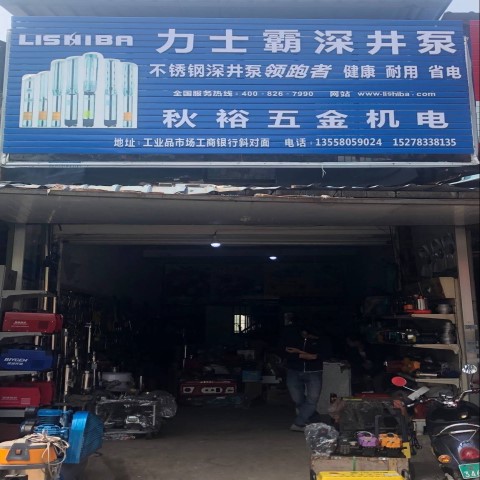 LISHIBA 力士霸深井泵
不锈钢深井泵领跑者 健康 耐用 省电
全国服务热线·400·826·7990 网站 www·lishiba·com
秋裕五金机电
地址·工业品市场工商银行斜对面 电话·13558059024 15278338135